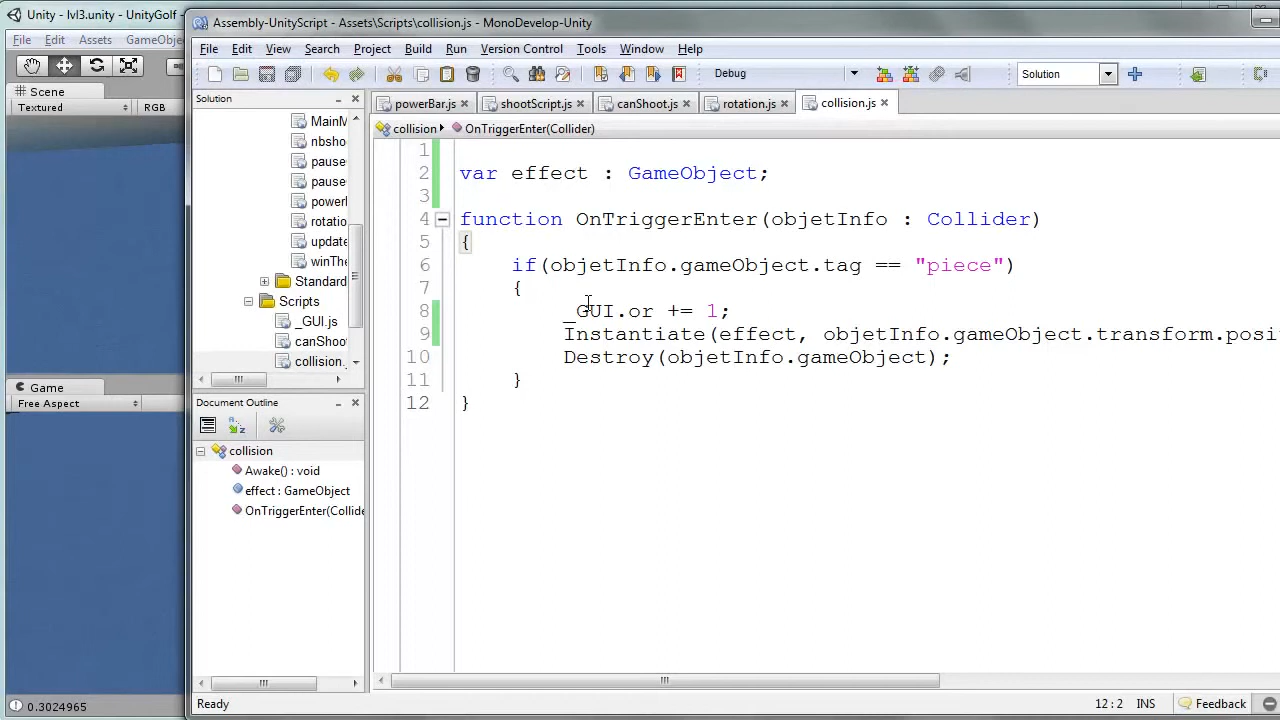 Unity - lvl3.unity - UnityGolf
File Edit Assets GameObjec
Scene
Textured RGB
Game
Free Aspect
0.3024965
Assembly-UnityScript - Assets\Scripts\collision.js - MonoDevelop-Unity
File Edit View Search Project Build Run Version Control Tools Window Help
Debug
Solution
Solution
MainM
nbsho
pause
pause
powerl
rotatio
update
winThe
Standard
Scripts
_GUI.js
canShoo
collision.
Document Outline
collision
Awake() : void
effect : GameObject
OnTriggerEnter(Collide
powerBar.js shootScript.js canShoot.js rotation.js collision.js
collision OnTriggerEnter(Collider)
1
2 var effect : GameObject;
3
4 function OnTriggerEnter(objetInfo : Collider)
5 {
6 if(objetInfo.gameObject.tag == "piece")
7 {
8 _GUI.or += 1;
9 Instantiate(effect, objetInfo.gameObject.transform.posi
10 Destroy(objetInfo.gameObject);
11 }
12 }
Ready 12 : 2 INS Feedback